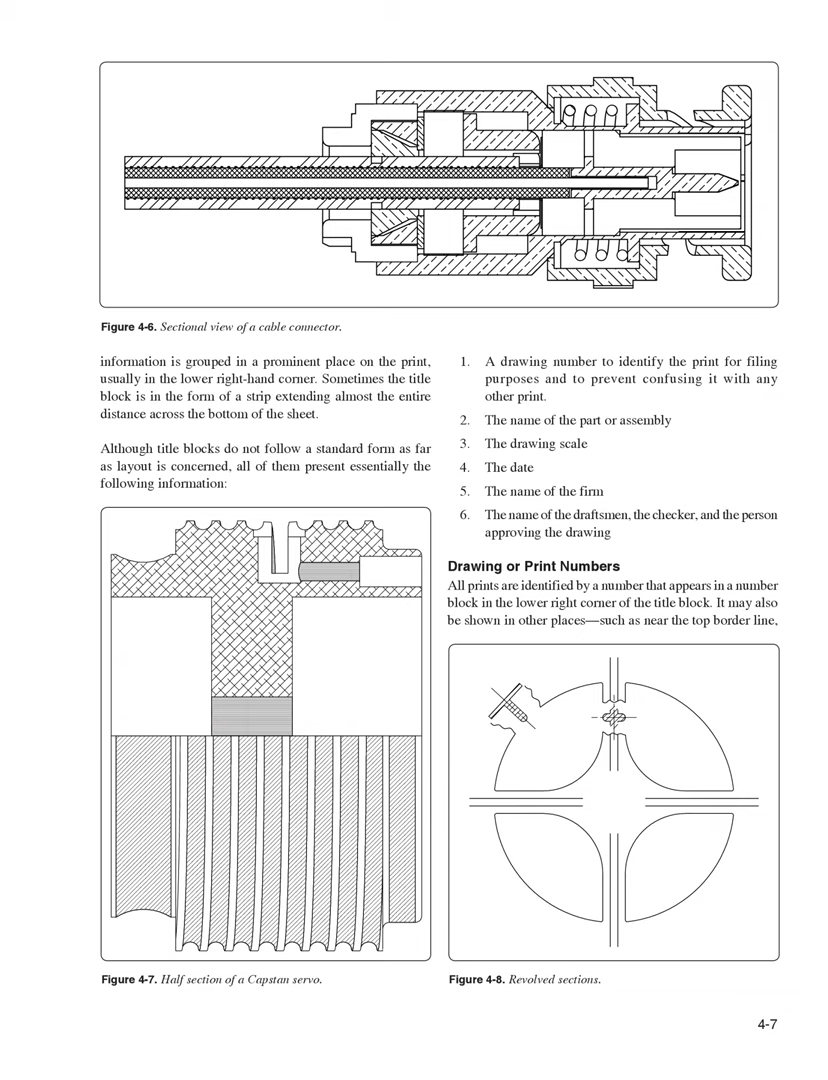 Figure 4-6. Sectional view of a cable connector.
information is grouped in a prominent place on the print,
usually in the lower right-hand corner. Sometimes the title
block is in the form of a strip extending almost the entire
distance across the bottom of the sheet.
Although title blocks do not follow a standard form as far
as layout is concerned, all of them present essentially the
following information:
Figure 4-7. Half section of a Capstan servo.
1. A drawing number to identify the print for filing
purposes and to prevent confusing it with any
other print.
2. The name of the part or assembly
3. The drawing scale
4. The date
5. The name of the firm
6. The name of the draftsmen, the checker, and the person
approving the drawing
Drawing or Print Numbers
All prints are identified by a number that appears in a number
block in the lower right corner of the title block. It may also
be shown in other places—such as near the top border line,
Figure 4-8. Revolved sections.
4-7